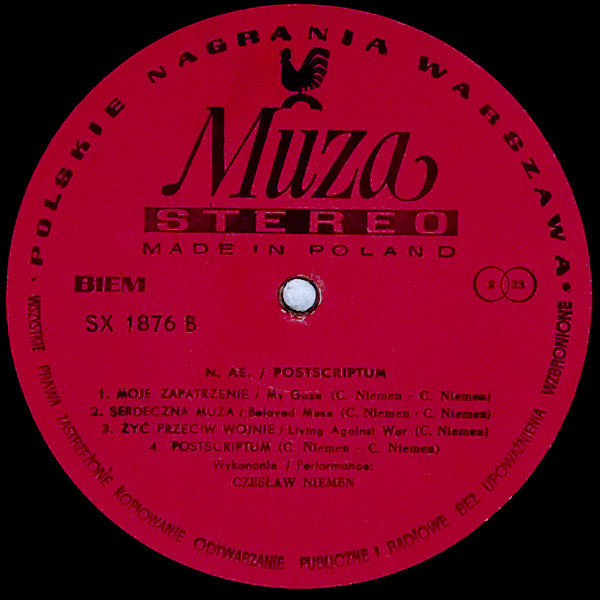 • POLSKIE NAGRANIA WARSZAWA •
Muza
STEREO
MADE IN POLAND
BIEM
S 33
SX 1876 B
N. AE. / POSTSCRIPTUM
1. MOJE ZAPATRZENIE / My Gaze (C. Niemen - C. Niemen)
2. SERDECZNA MUZA / Beloved Muse (C. Niemen - C. Niemen)
3. ŻYĆ PRZECIW WOJNIE / Living Against War (C. Niemen)
4. POSTSCRIPTUM (C. Niemen - C. Niemen)
Wykonanie / Performance:
CZESŁAW NIEMEN
WSZYSTKIE PRAWA ZASTRZEŻONE KOPIOWANIE ODTWARZANIE PUBLICZNE I RADIOWE BEZ UPOWAŻNIENIA WZBRONIONE